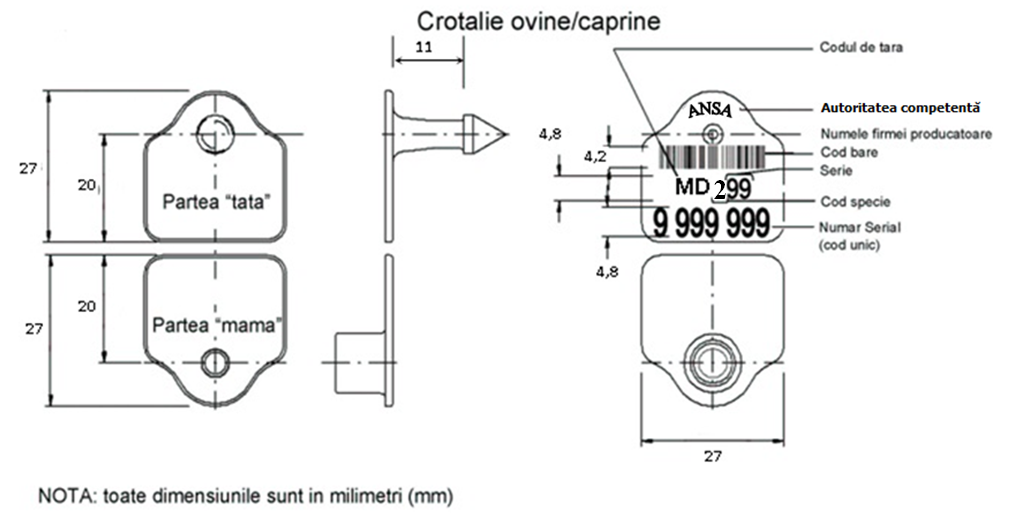 Crotalie ovine/caprine
11
Codul de tara
ANSA
Autoritatea competentă
Numele firmei producatoare
4,8
4,2
Cod bare
Serie
27
20
Partea “tata”
MD 299
Cod specie
9 999 999
Numar Serial
(cod unic)
4,8
27
20
Partea “mama”
27
NOTA: toate dimensiunile sunt in milimetri (mm)